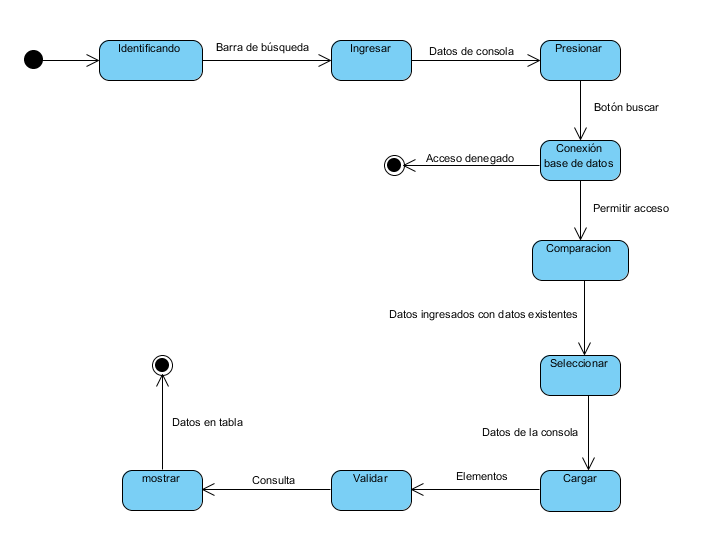 Identificando
Barra de búsqueda
Ingresar
Datos de consola
Presionar
Botón buscar
Conexión
base de datos
Acceso denegado
Permitir acceso
Comparacion
Datos ingresados con datos existentes
Seleccionar
Datos de la consola
Cargar
Elementos
Validar
Consulta
mostrar
Datos en tabla